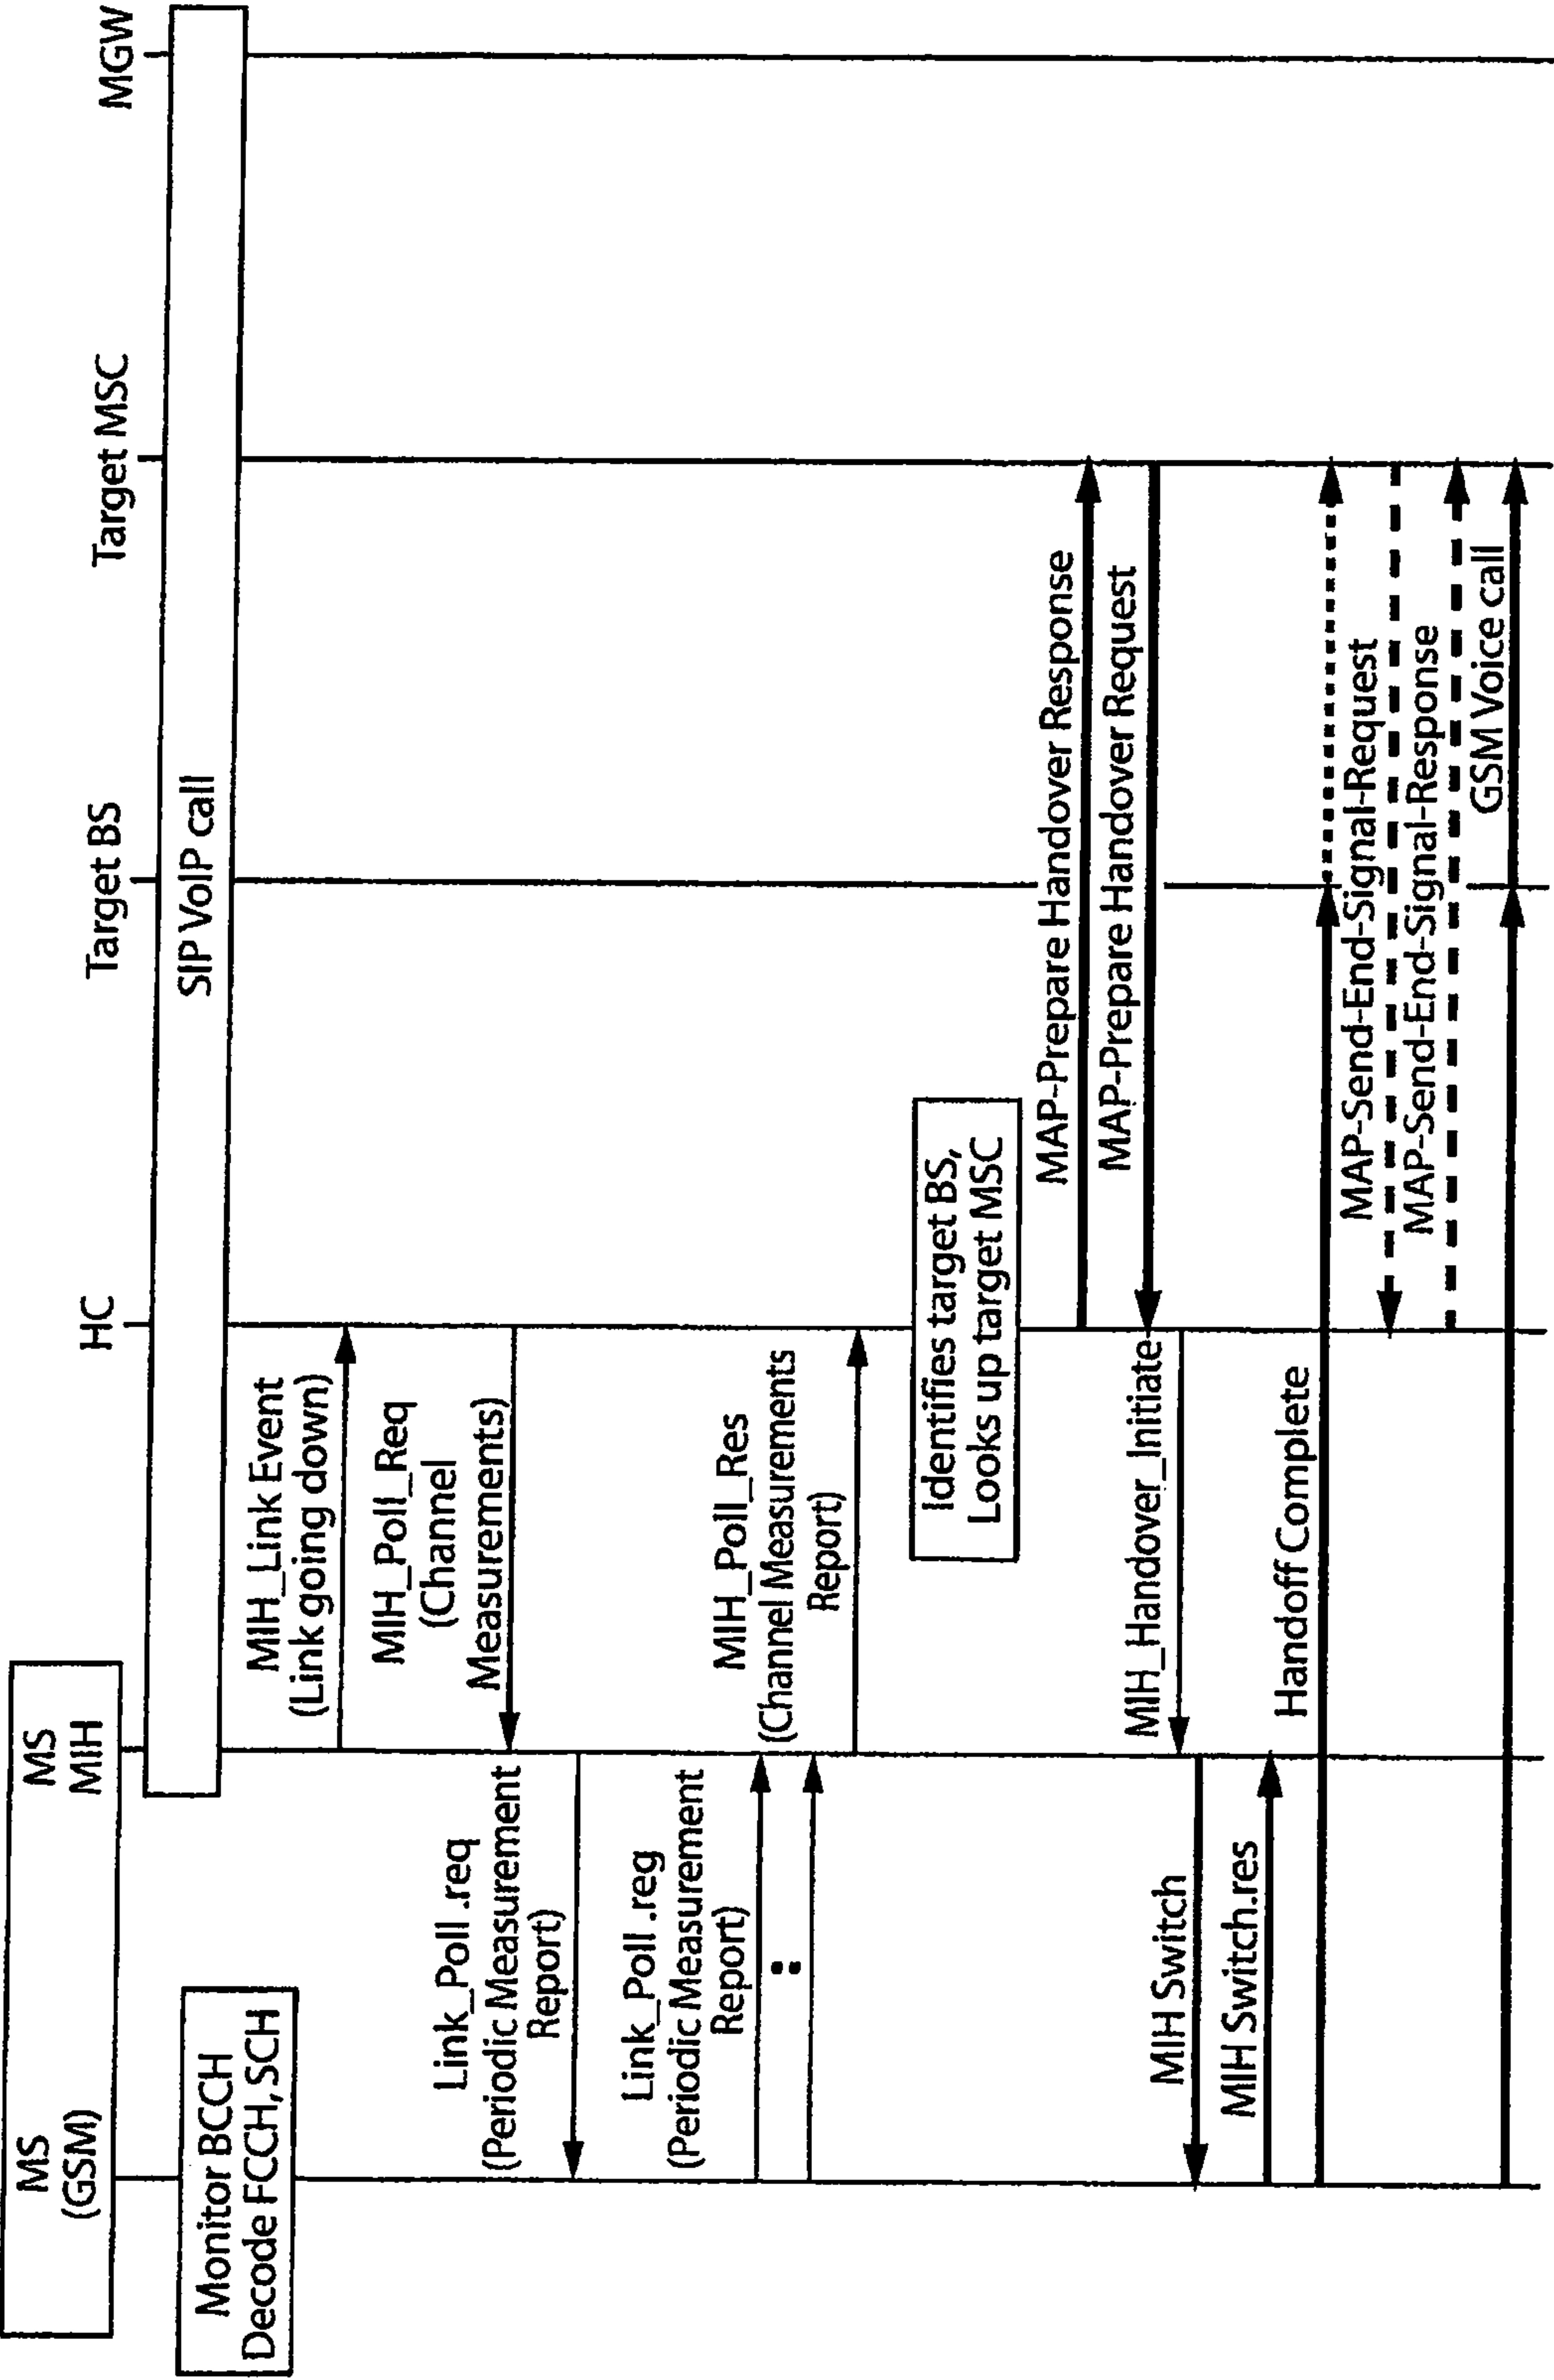 MS
(GSM)
MS
MIH
HC
Target BS
Target MSC
MGW
Monitor BCCH
Decode FCCH, SCH
SIP VoIP call
MIH_Link Event
(Link going down)
MIH_Poll_Req
(Channel
Measurements)
Link_Poll .req
(Periodic Measurement
Report)
Link_Poll .reg
(Periodic Measurement
Report)
MIH_Poll_Res
(Channel Measurements
Report)
Identifies target BS,
Looks up target MSC
MAP-Prepare Handover Response
MAP-Prepare Handover Request
MIH_Handover_Initiate
MIH Switch
MIH Switch.res
Handoff Complete
MAP-Send-End-Signal-Request
MAP-Send-End-Signal-Response
GSM Voice call